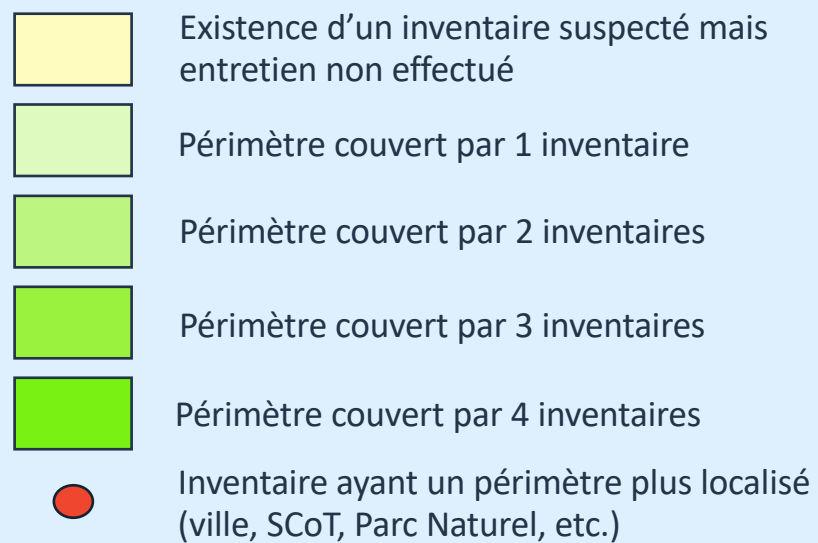 Existence d’un inventaire suspecté mais
entretien non effectué
Périmètre couvert par 1 inventaire
Périmètre couvert par 2 inventaires
Périmètre couvert par 3 inventaires
Périmètre couvert par 4 inventaires
Inventaire ayant un périmètre plus localisé
(ville, SCoT, Parc Naturel, etc.)